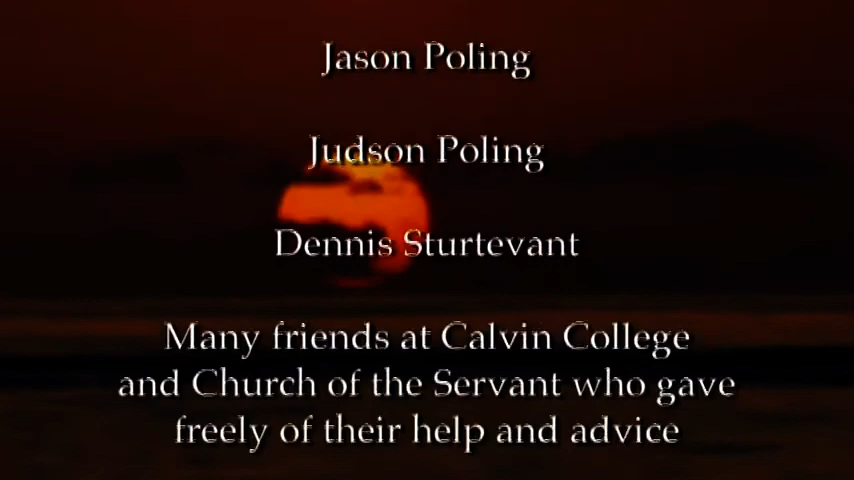 Jason Poling
Judson Poling
Dennis Sturtevant
Many friends at Calvin College
and Church of the Servant who gave
freely of their help and advice